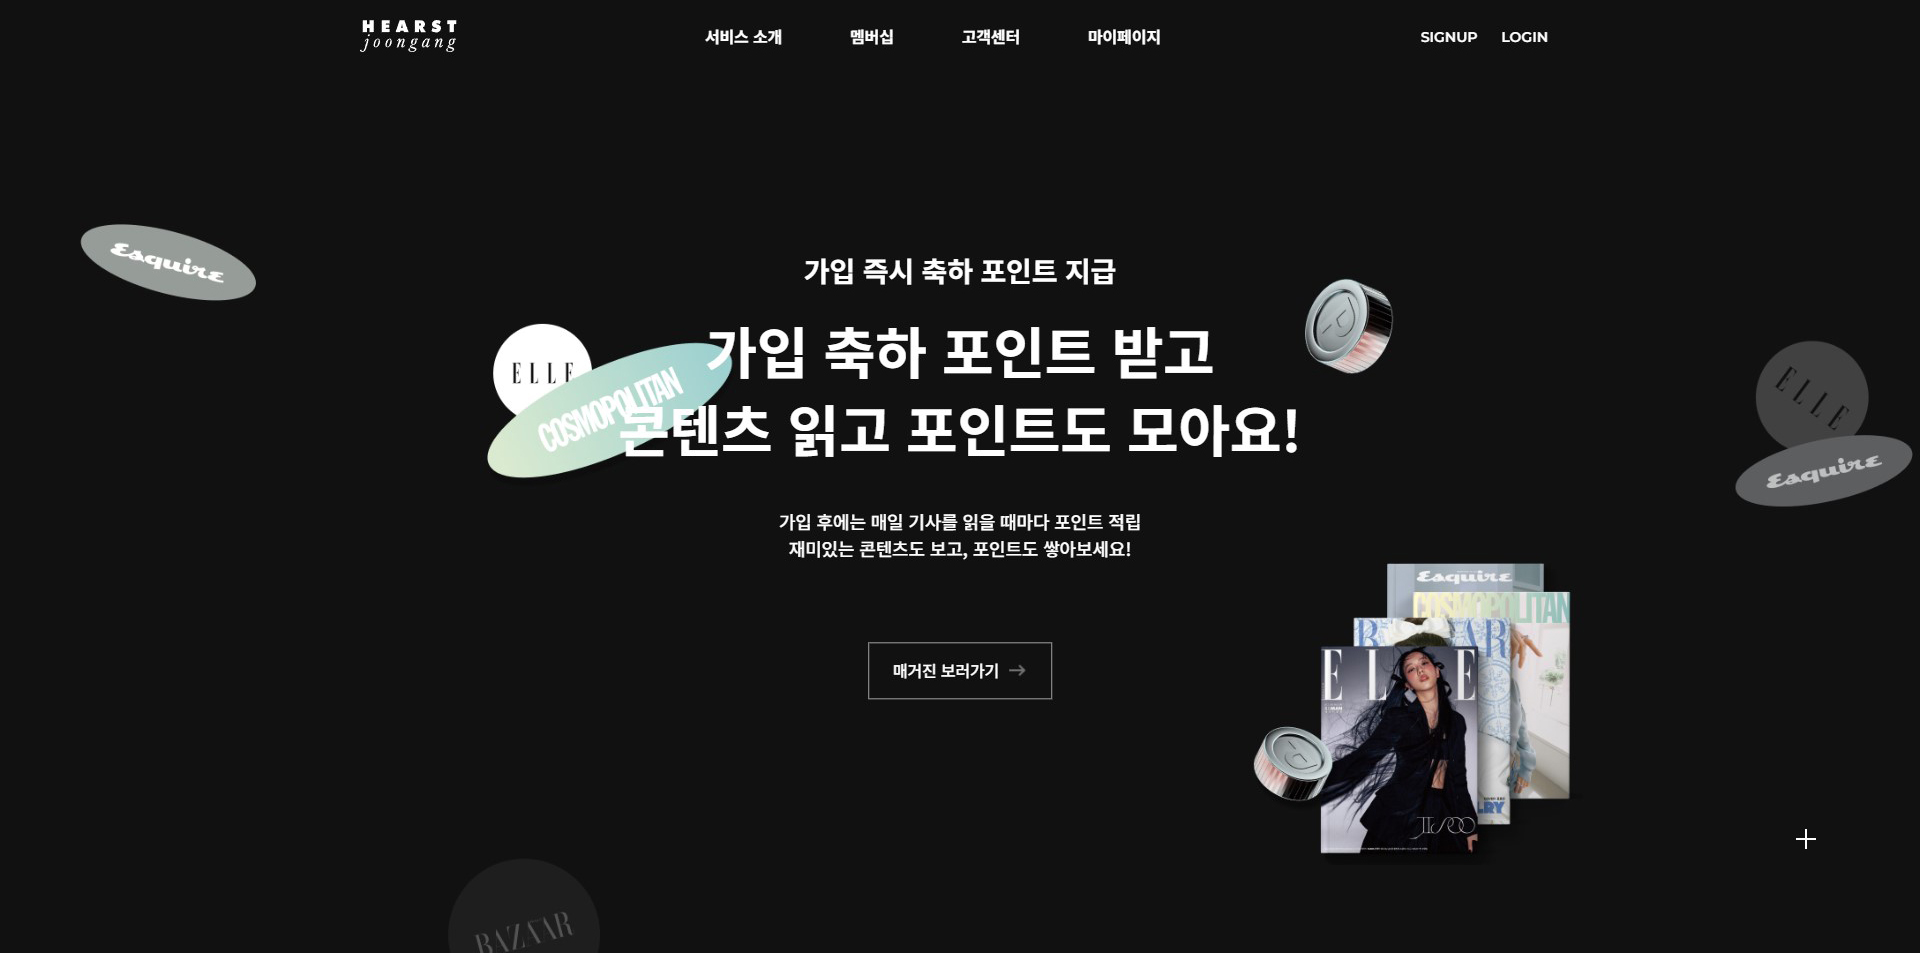 HEARST
joongang
서비스 소개
멤버십
고객센터
마이페이지
SIGNUP
LOGIN
Esquire
가입 즉시 축하 포인트 지급
ELLE
COSMOPOLITAN
가입 축하 포인트 받고
콘텐츠 읽고 포인트도 모아요!
ELLE
Esquire
가입 후에는 매일 기사를 읽을 때마다 포인트 적립
재미있는 콘텐츠도 보고, 포인트도 쌓아보세요!
매거진 보러가기
Esquire
COSMOPOLITAN
ELLE
JISOO
BAZAAR